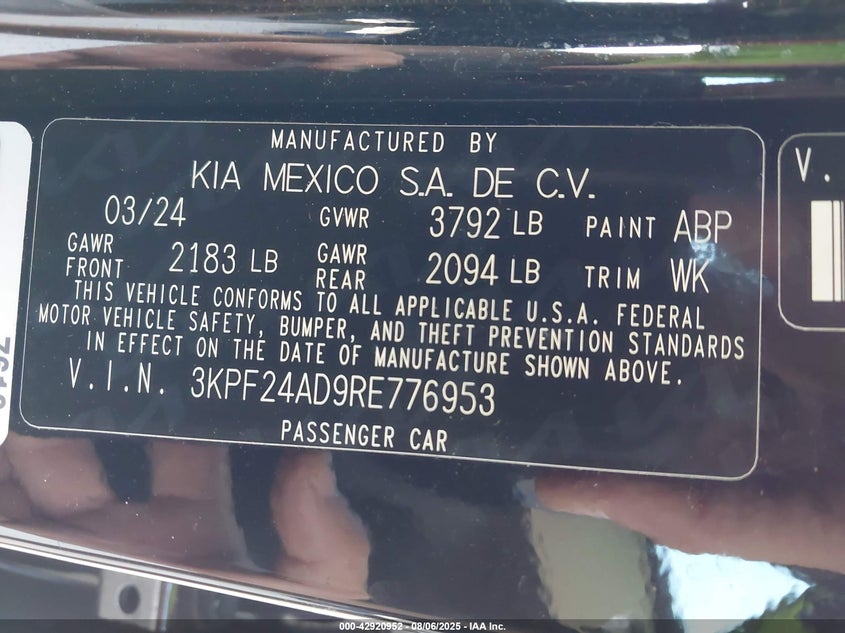 MANUFACTURED BY
KIA MEXICO S.A. DE C.V.
03/24 GVWR 3792 LB PAINT ABP
GAWR FRONT 2183 LB GAWR REAR 2094 LB TRIM WK
THIS VEHICLE CONFORMS TO ALL APPLICABLE U.S.A. FEDERAL
MOTOR VEHICLE SAFETY, BUMPER, AND THEFT PREVENTION STANDARDS
IN EFFECT ON THE DATE OF MANUFACTURE SHOWN ABOVE.
V.I.N. 3KPF24AD9RE776953
PASSENGER CAR
V.
000-42920952 - 08/06/2025 - IAA Inc.